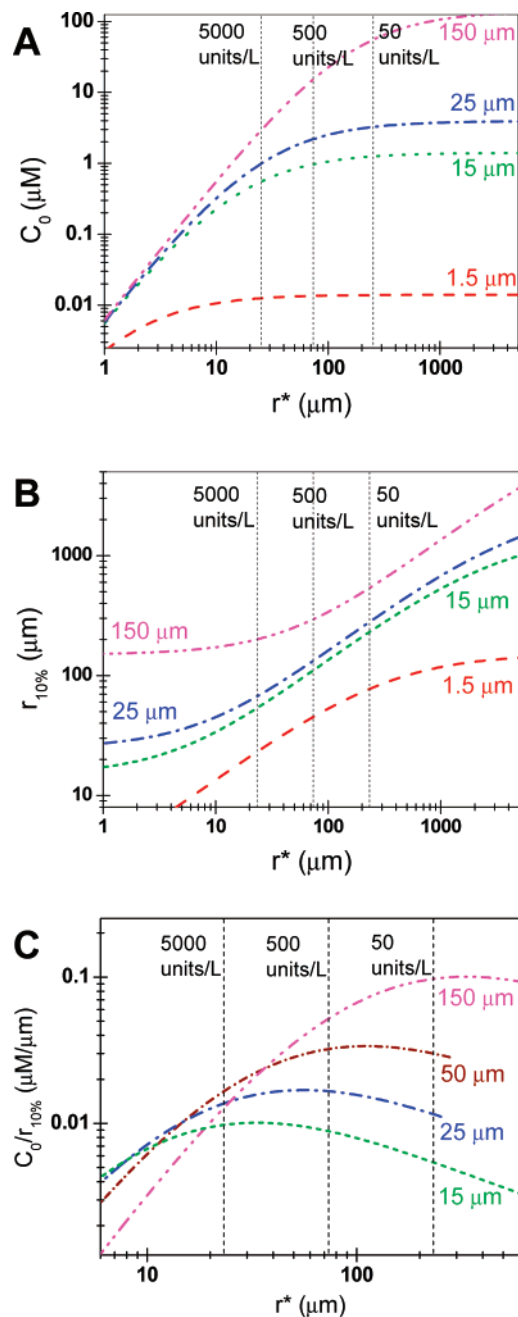 A
5000 units/L
500 units/L
50 units/L
150 μm
25 μm
15 μm
1.5 μm
100
10
1
0.1
0.01
C₀ (μM)
1
10
100
1000
r* (μm)
B
5000 units/L
500 units/L
50 units/L
150 μm
25 μm
15 μm
1.5 μm
1000
100
10
r₁₀% (μm)
1
10
100
1000
r* (μm)
C
5000 units/L
500 units/L
50 units/L
150 μm
50 μm
25 μm
15 μm
0.1
0.01
C₀/r₁₀% (μM/μm)
10
100
r* (μm)